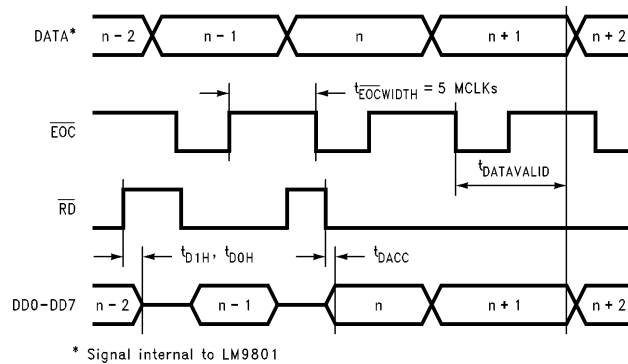 DATA* n - 2 n - 1 n n + 1 n + 2
tEOCWIDTH = 5 MCLKs
EOC
tDATAVALID
RD
tD1H, tD0H tDACC
DD0-DD7 n - 2 n - 1 n n + 1 n + 2
* Signal internal to LM9801